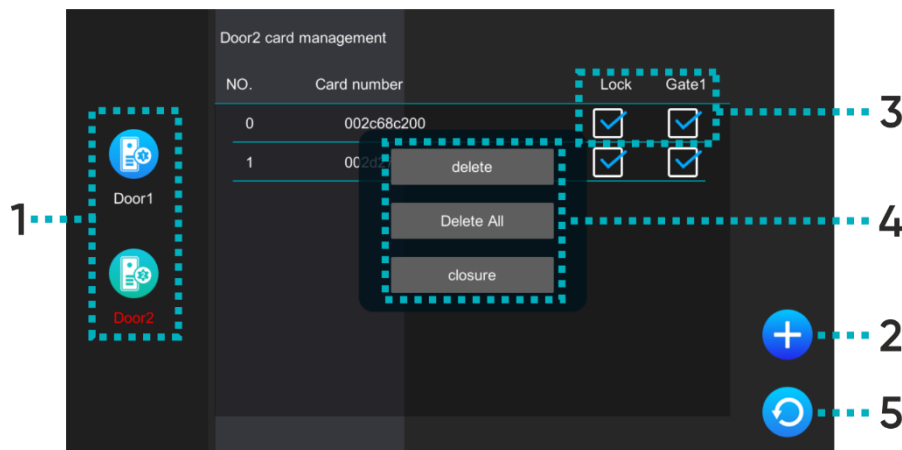 Door2 card management
NO. Card number Lock Gate1
0 002c68c200
1
delete
Delete All
closure
Door1
Door2
1
2
3
4
5